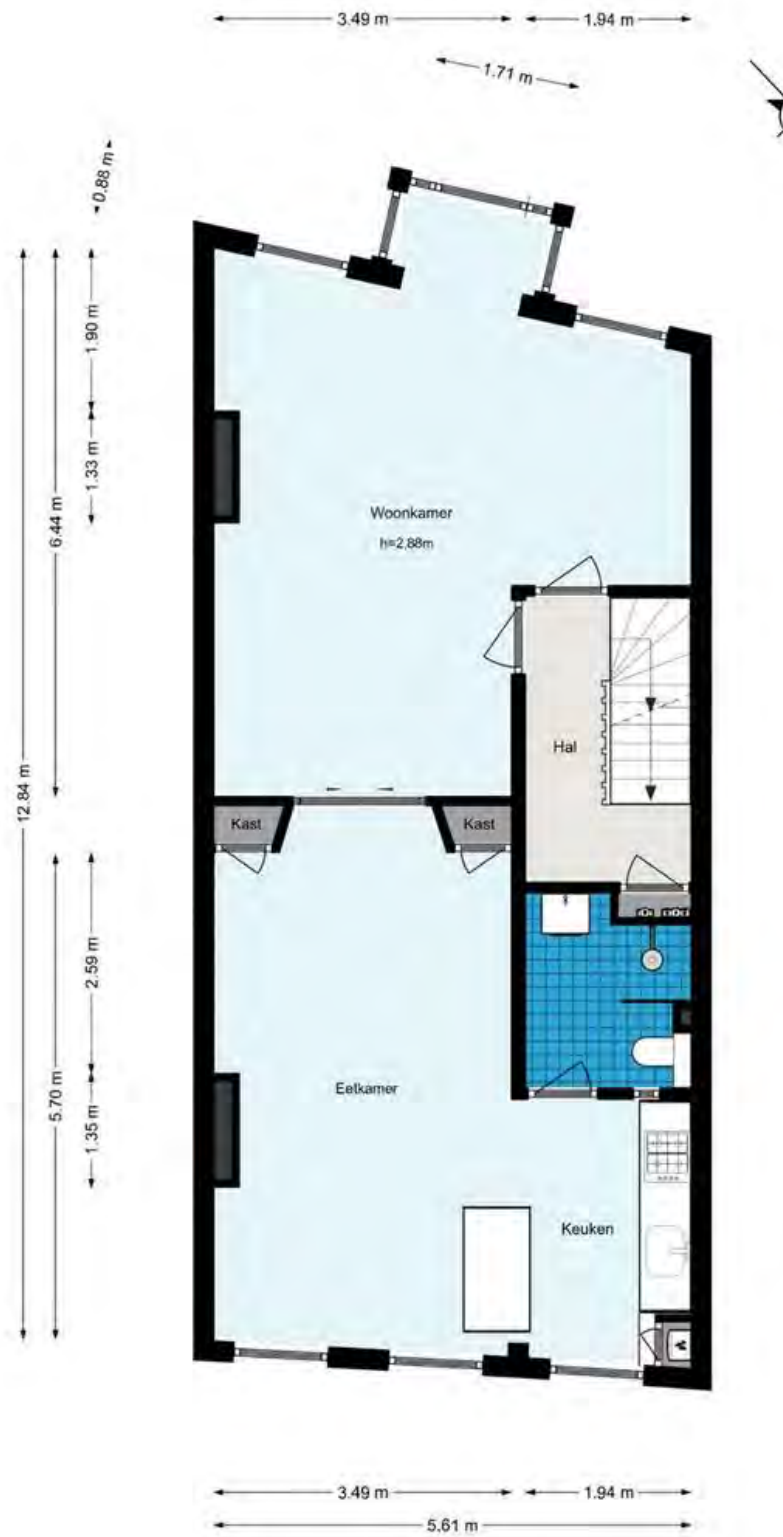 3.49 m
1.94 m
1.71 m
0.88 m
1.90 m
1.33 m
6.44 m
12.84 m
Woonkamer
h=2,88m
Hal
Kast
Kast
2.59 m
5.70 m
1.35 m
Eetkamer
Keuken
3.49 m
1.94 m
5.61 m